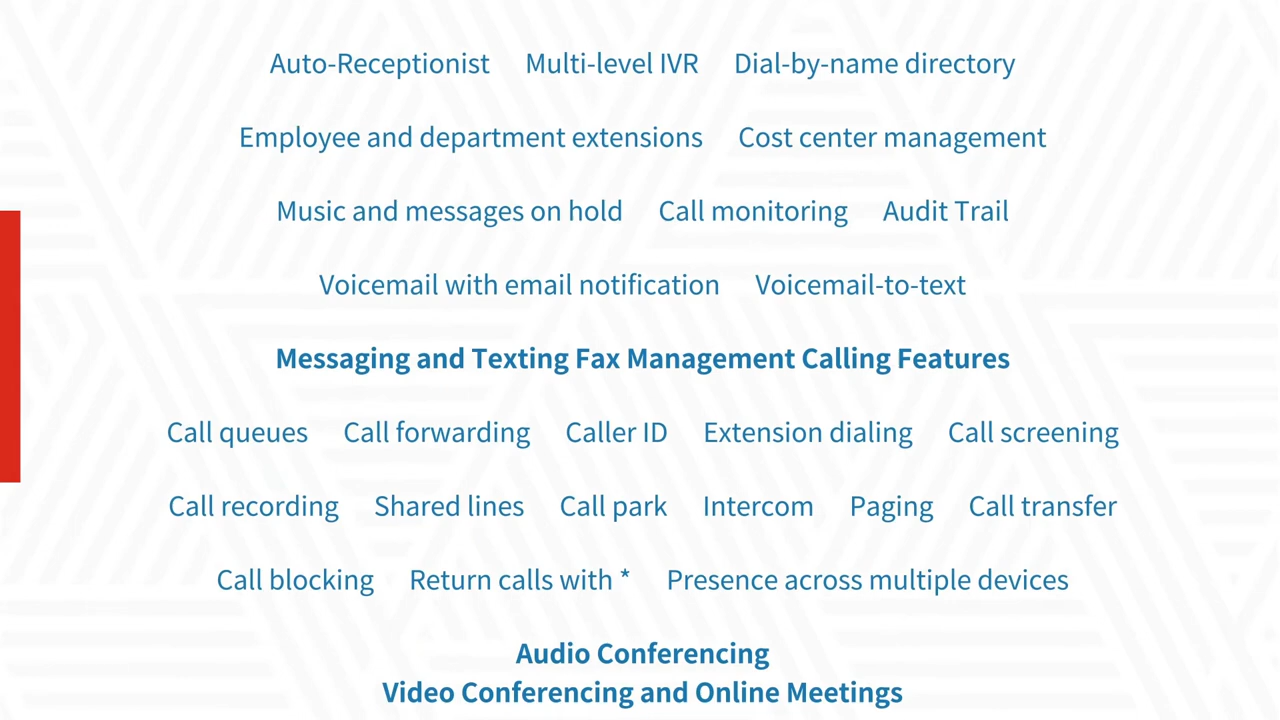 Auto-Receptionist Multi-level IVR Dial-by-name directory
Employee and department extensions Cost center management
Music and messages on hold Call monitoring Audit Trail
Voicemail with email notification Voicemail-to-text
Messaging and Texting Fax Management Calling Features
Call queues Call forwarding Caller ID Extension dialing Call screening
Call recording Shared lines Call park Intercom Paging Call transfer
Call blocking Return calls with * Presence across multiple devices
Audio Conferencing
Video Conferencing and Online Meetings